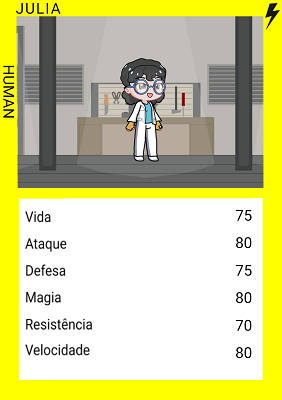 JULIA
HUMAN
Vida 75
Ataque 80
Defesa 75
Magia 80
Resistência 70
Velocidade 80